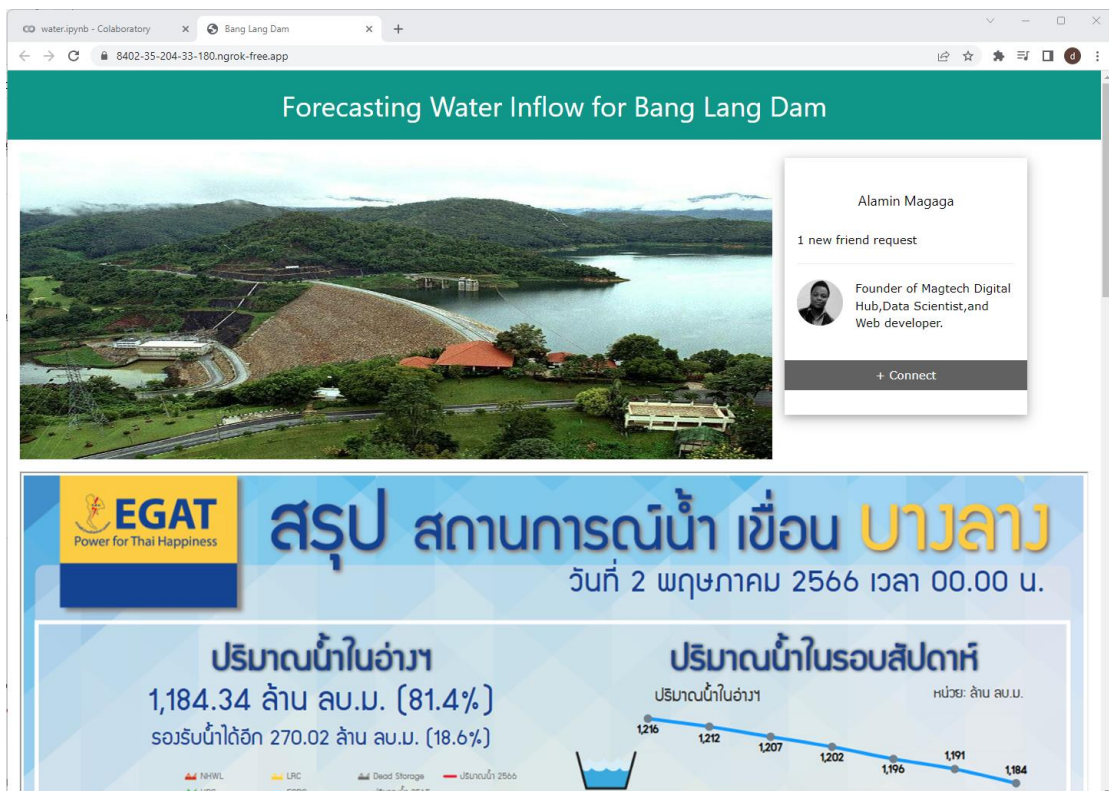 water.ipynb - Colaboratory
Bang Lang Dam
8402-35-204-33-180.ngrok-free.app
d
Forecasting Water Inflow for Bang Lang Dam
Alamin Magaga
1 new friend request
Founder of Magtech Digital
Hub,Data Scientist,and
Web developer.
+ Connect
EGAT
Power for Thai Happiness
สรุป สถานการณ์น้ำ เขื่อน บางลาง
วันที่ 2 พฤษภาคม 2566 เวลา 00.00 น.
ปริมาณน้ำในอ่างฯ
1,184.34 ล้าน ลบ.ม. (81.4%)
รองรับน้ำได้อีก 270.02 ล้าน ลบ.ม. (18.6%)
NHWL LRC Dead Storage ปริมาณน้ำ 2566
ปริมาณน้ำในรอบสัปดาห์
ปริมาณน้ำในอ่างฯ
หน่วย: ล้าน ลบ.ม.
1,216
1,212
1,207
1,202
1,196
1,191
1,184